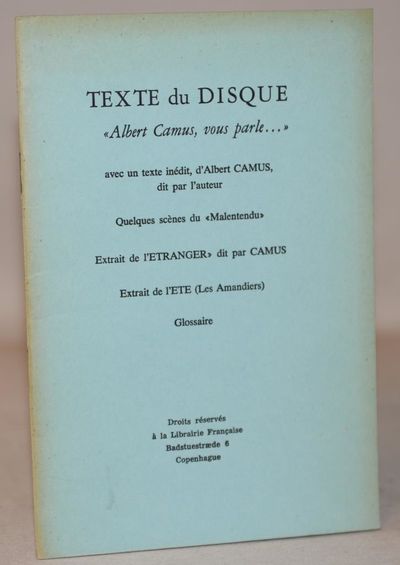 TEXTE du DISQUE
«Albert Camus, vous parle...»
avec un texte inédit, d'Albert CAMUS,
dit par l'auteur
Quelques scènes du «Malentendu»
Extrait de l'ETRANGER» dit par CAMUS
Extrait de l'ETE (Les Amandiers)
Glossaire
Droits réservés
à la Librairie Française
Badstuestræde 6
Copenhague